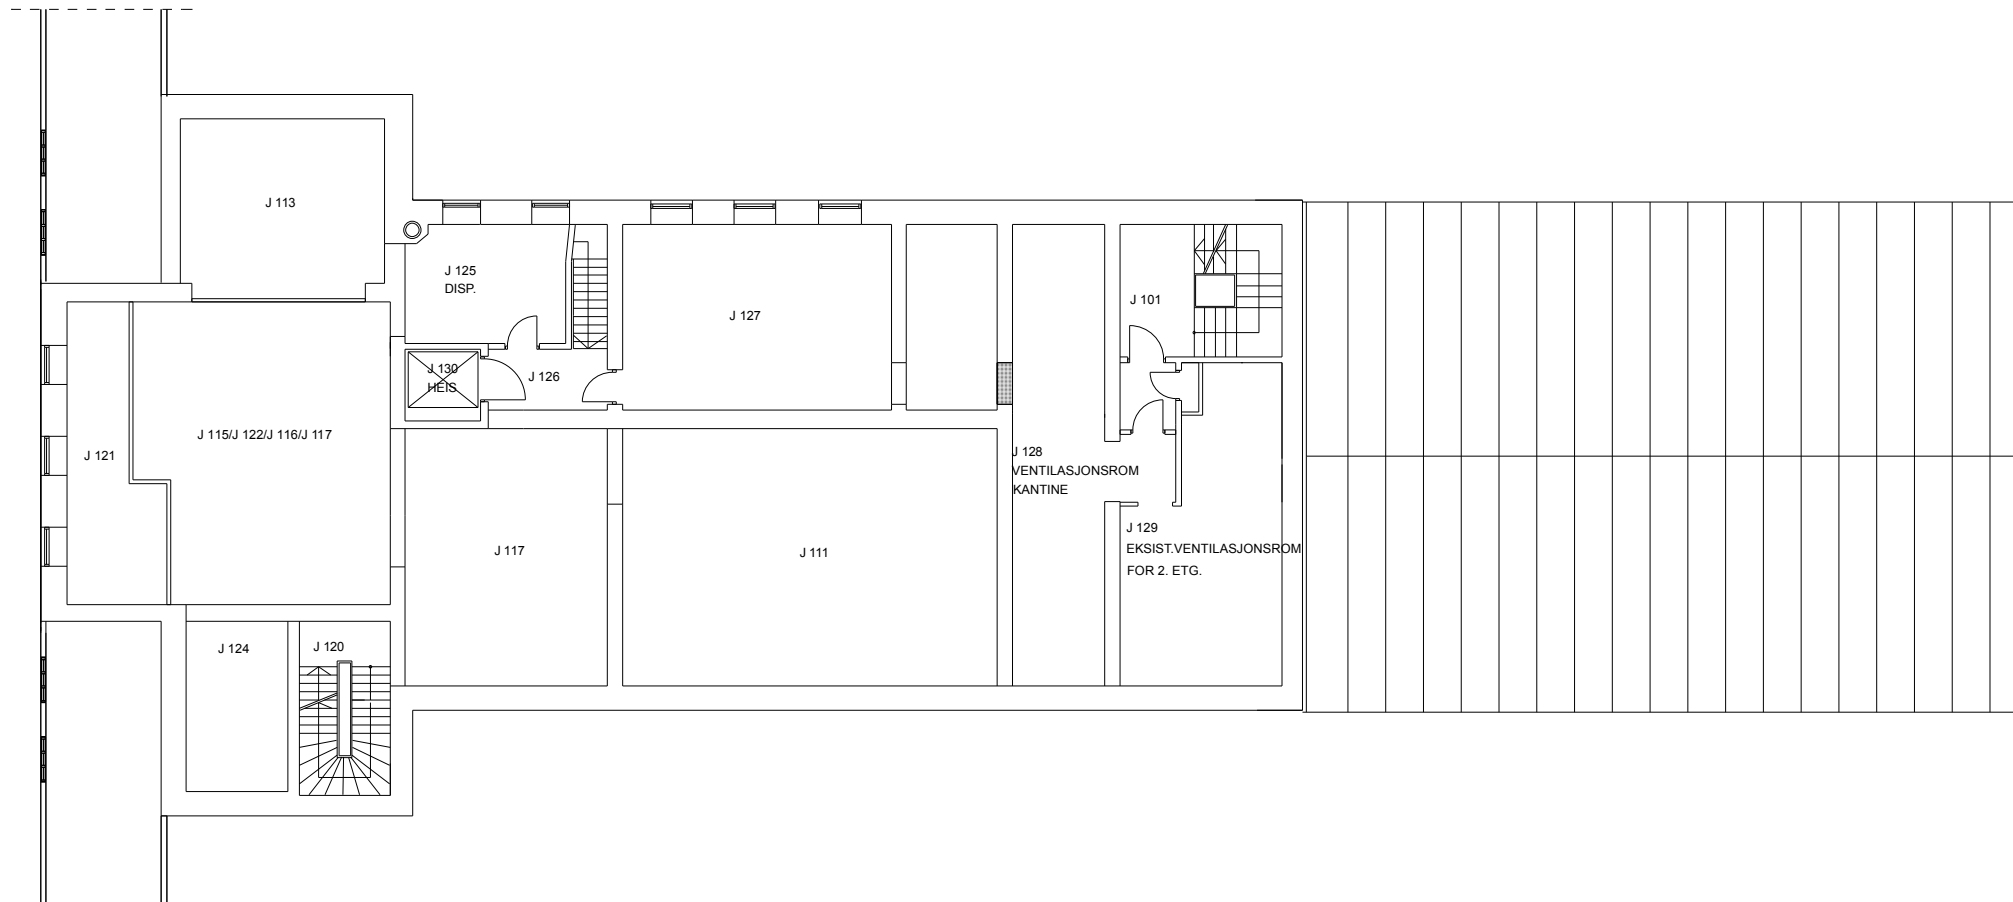 J 113
J 125
DISP.
J 101
J 127
J 130
HEIS
J 126
J 115/J 122/J 116/J 117
J 121
J 128
VENTILASJONSROM
KANTINE
J 129
EKSIST.VENTILASJONSROM
FOR 2. ETG.
J 117
J 111
J 124
J 120